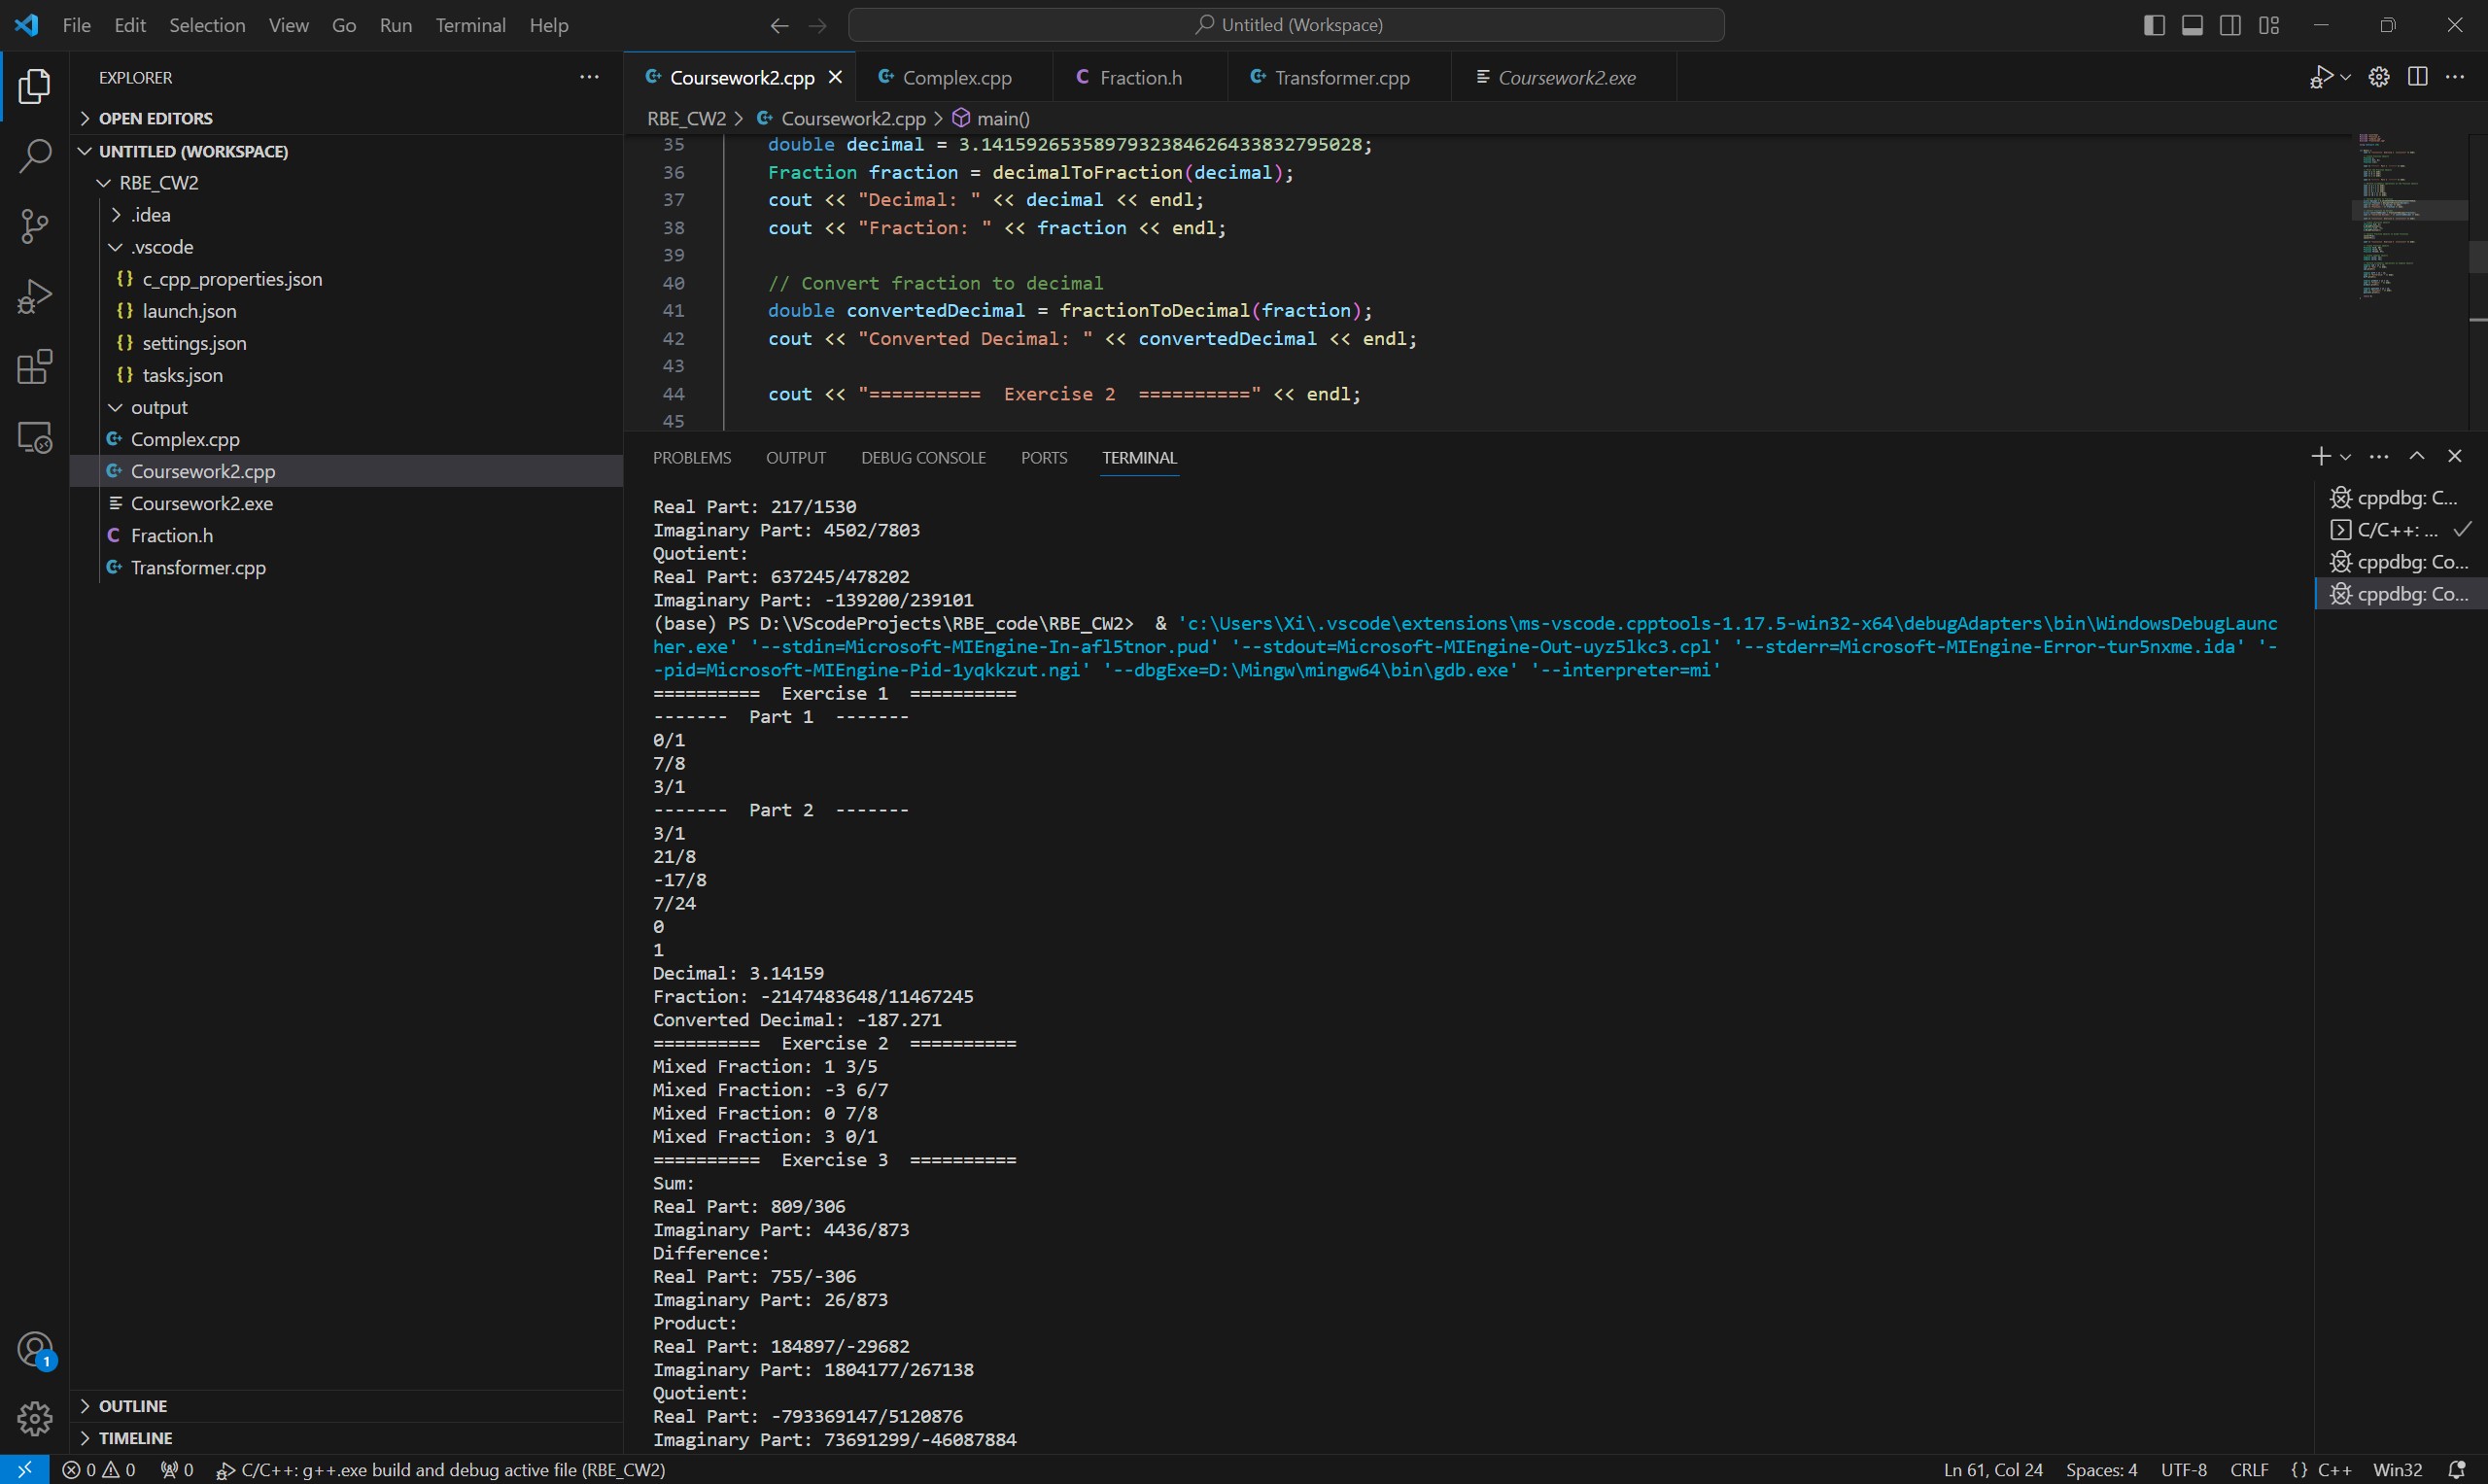 File Edit Selection View Go Run Terminal Help
Untitled (Workspace)
EXPLORER
OPEN EDITORS
UNTITLED (WORKSPACE)
RBE_CW2
.idea
.vscode
{} c_cpp_properties.json
{} launch.json
{} settings.json
{} tasks.json
output
Complex.cpp
Coursework2.cpp
Coursework2.exe
C Fraction.h
Transformer.cpp
OUTLINE
TIMELINE
1
Coursework2.cpp Complex.cpp C Fraction.h Transformer.cpp Coursework2.exe
RBE_CW2 > Coursework2.cpp > main()
35 double decimal = 3.14159265358979323846264338327950​28;
36 Fraction fraction = decimalToFraction(decimal);
37 cout << "Decimal: " << decimal << endl;
38 cout << "Fraction: " << fraction << endl;
39
40 // Convert fraction to decimal
41 double convertedDecimal = fractionToDecimal(fraction);
42 cout << "Converted Decimal: " << convertedDecimal << endl;
43
44 cout << "==========  Exercise 2  ==========" << endl;
45
PROBLEMS OUTPUT DEBUG CONSOLE PORTS TERMINAL
Real Part: 217/1530
Imaginary Part: 4502/7803
Quotient:
Real Part: 637245/478202
Imaginary Part: -139200/239101
(base) PS D:\VScodeProjects\RBE_code\RBE_CW2>  & 'c:\Users\Xi\.vscode\extensions\ms-vscode.cpptools-1.17.5-win32-x64\debugAdapters\bin\WindowsDebugLaunc
her.exe' '--stdin=Microsoft-MIEngine-In-afl5tnor.pud' '--stdout=Microsoft-MIEngine-Out-uyz5lkc3.cpl' '--stderr=Microsoft-MIEngine-Error-tur5nxme.ida' '-
-pid=Microsoft-MIEngine-Pid-1yqkkzut.ngi' '--dbgExe=D:\Mingw\mingw64\bin\gdb.exe' '--interpreter=mi'
==========  Exercise 1  ==========
-------  Part 1  -------
0/1
7/8
3/1
-------  Part 2  -------
3/1
21/8
-17/8
7/24
0
1
Decimal: 3.14159
Fraction: -2147483648/11467245
Converted Decimal: -187.271
==========  Exercise 2  ==========
Mixed Fraction: 1 3/5
Mixed Fraction: -3 6/7
Mixed Fraction: 0 7/8
Mixed Fraction: 3 0/1
==========  Exercise 3  ==========
Sum:
Real Part: 809/306
Imaginary Part: 4436/873
Difference:
Real Part: 755/-306
Imaginary Part: 26/873
Product:
Real Part: 184897/-29682
Imaginary Part: 1804177/267138
Quotient:
Real Part: -793369147/5120876
Imaginary Part: 73691299/-46087884
cppdbg: C...
C/C++: ...
cppdbg: Co...
cppdbg: Co...
0 0 0 C/C++: g++.exe build and debug active file (RBE_CW2) Ln 61, Col 24 Spaces: 4 UTF-8 CRLF {} C++ Win32